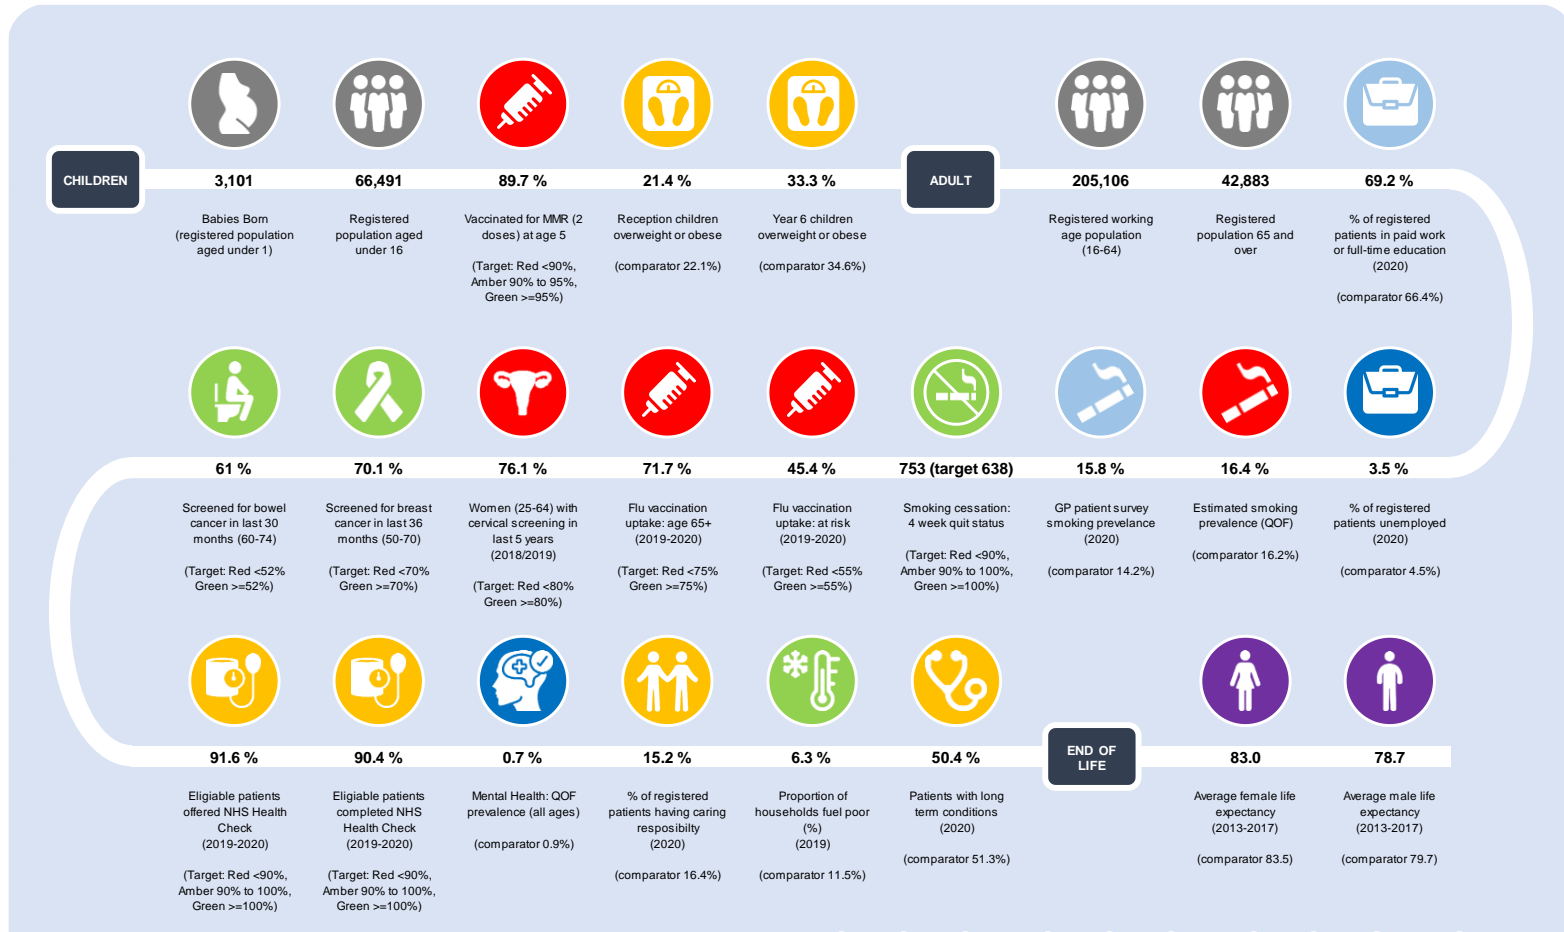 CHILDREN
3,101
Babies Born
(registered population
aged under 1)
66,491
Registered
population aged
under 16
89.7 %
Vaccinated for MMR (2
doses) at age 5
(Target: Red <90%,
Amber 90% to 95%,
Green >=95%)
21.4 %
Reception children
overweight or obese
(comparator 22.1%)
33.3 %
Year 6 children
overweight or obese
(comparator 34.6%)
ADULT
205,106
Registered working
age population
(16-64)
42,883
Registered
population 65 and
over
69.2 %
% of registered
patients in paid work
or full-time education
(2020)
(comparator 66.4%)
61 %
Screened for bowel
cancer in last 30
months (60-74)
(Target: Red <52%
Green >=52%)
70.1 %
Screened for breast
cancer in last 36
months (50-70)
(Target: Red <70%
Green >=70%)
76.1 %
Women (25-64) with
cervical screening in
last 5 years
(2018/2019)
(Target: Red <80%
Green >=80%)
71.7 %
Flu vaccination
uptake: age 65+
(2019-2020)
(Target: Red <75%
Green >=75%)
45.4 %
Flu vaccination
uptake: at risk
(2019-2020)
(Target: Red <55%
Green >=55%)
753 (target 638)
Smoking cessation:
4 week quit status
(Target: Red <90%,
Amber 90% to 100%,
Green >=100%)
15.8 %
GP patient survey
smoking prevelance
(2020)
(comparator 14.2%)
16.4 %
Estimated smoking
prevalence (QOF)
(comparator 16.2%)
3.5 %
% of registered
patients unemployed
(2020)
(comparator 4.5%)
91.6 %
Eligiable patients
offered NHS Health
Check
(2019-2020)
(Target: Red <90%,
Amber 90% to 100%,
Green >=100%)
90.4 %
Eligiable patients
completed NHS
Health Check
(2019-2020)
(Target: Red <90%,
Amber 90% to 100%,
Green >=100%)
0.7 %
Mental Health: QOF
prevalence (all ages)
(comparator 0.9%)
15.2 %
% of registered
patients having caring
resposibilty
(2020)
(comparator 16.4%)
6.3 %
Proportion of
households fuel poor
(%)
(2019)
(comparator 11.5%)
50.4 %
Patients with long
term conditions
(2020)
(comparator 51.3%)
END OF
LIFE
83.0
Average female life
expectancy
(2013-2017)
(comparator 83.5)
78.7
Average male life
expectancy
(2013-2017)
(comparator 79.7)